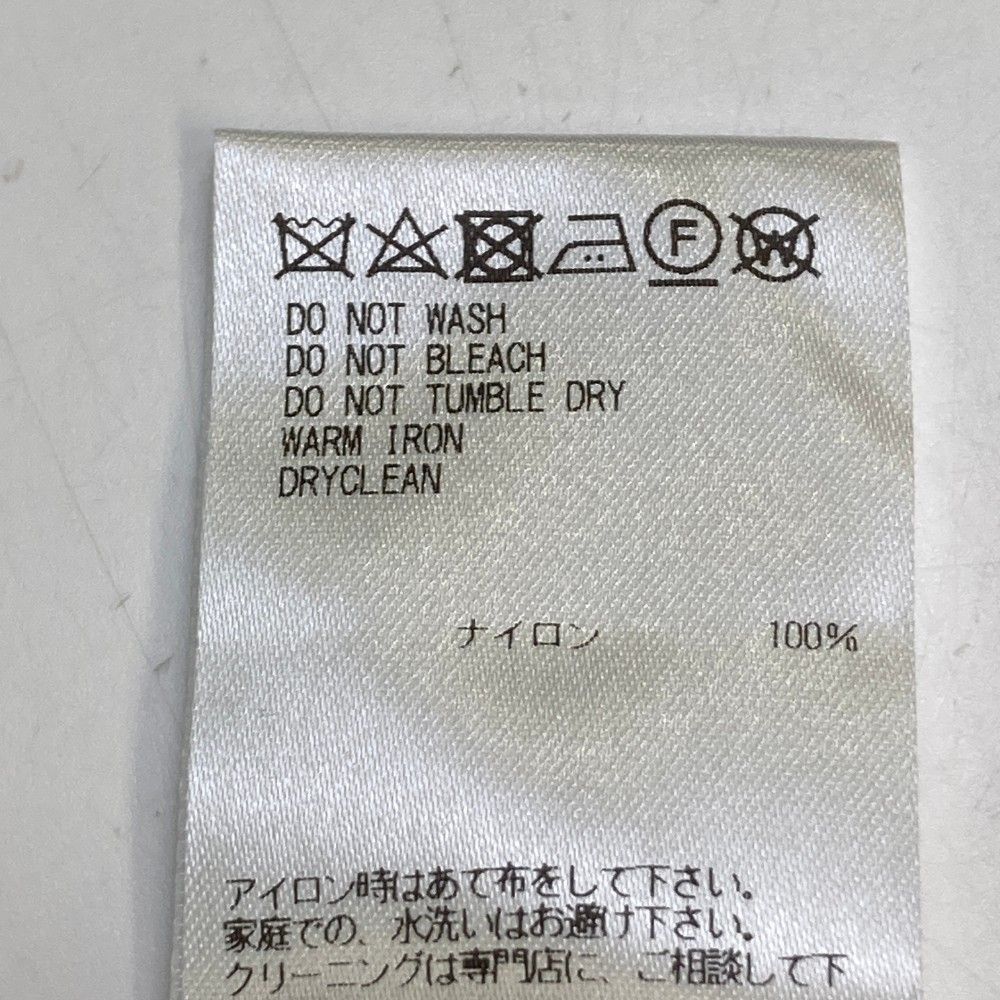 F W
DO NOT WASH
DO NOT BLEACH
DO NOT TUMBLE DRY
WARM IRON
DRYCLEAN
ナイロン 100%
アイロン時はあて布をして下さい。
家庭での、水洗いはお避け下さい。
クリーニングは専門店に、ご相談して下